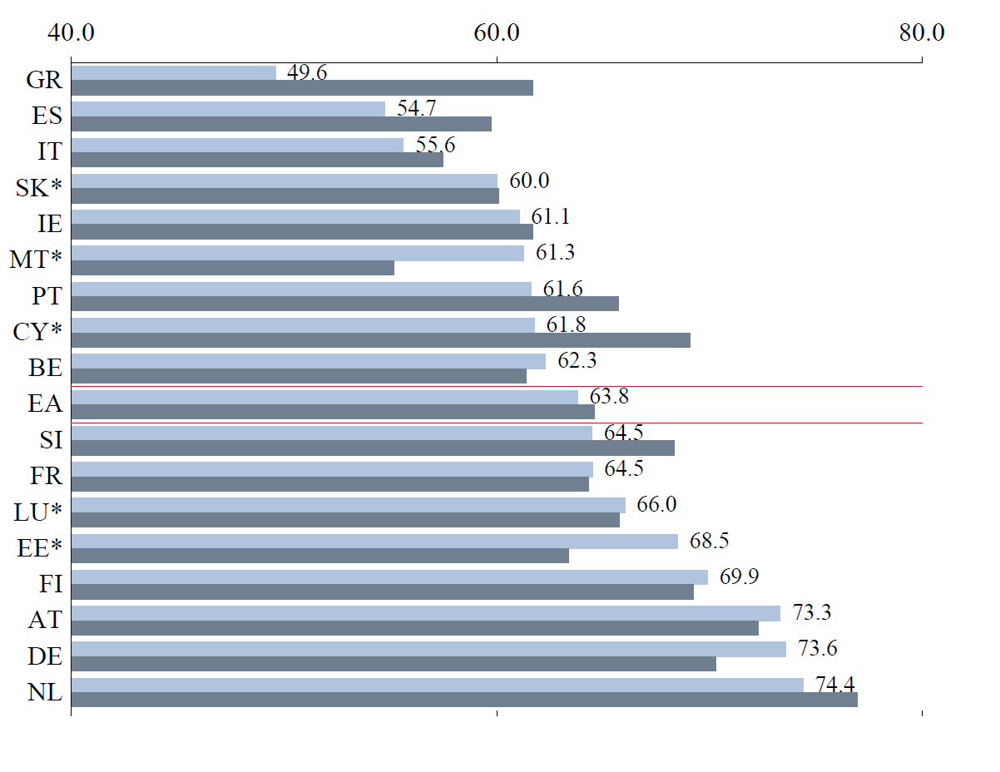 40.0 60.0 80.0
GR 49.6
ES 54.7
IT 55.6
SK* 60.0
IE 61.1
MT* 61.3
PT 61.6
CY* 61.8
BE 62.3
EA 63.8
SI 64.5
FR 64.5
LU* 66.0
EE* 68.5
FI 69.9
AT 73.3
DE 73.6
NL 74.4